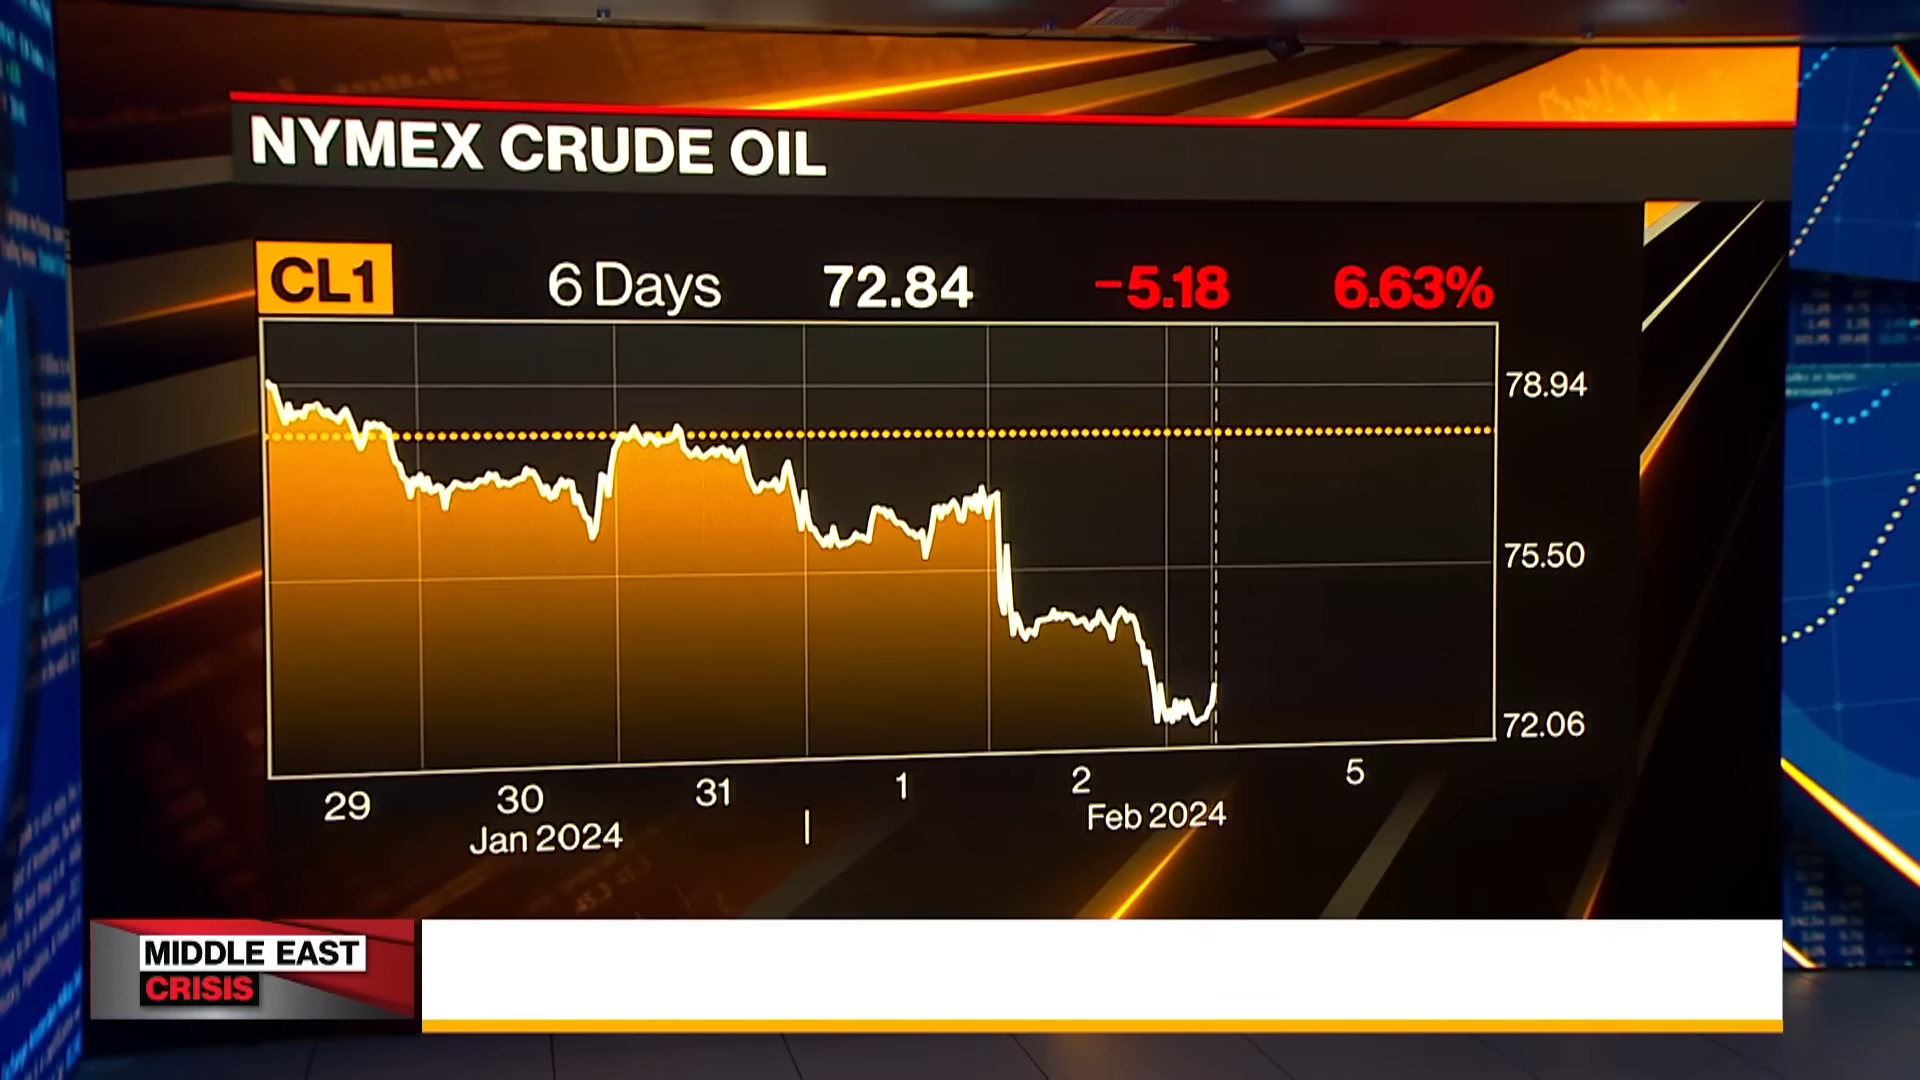 NYMEX CRUDE OIL
CL1 6 Days 72.84 -5.18 6.63%
78.94
75.50
72.06
29 30 31 1 2 5
Jan 2024 | Feb 2024
MIDDLE EAST
CRISIS